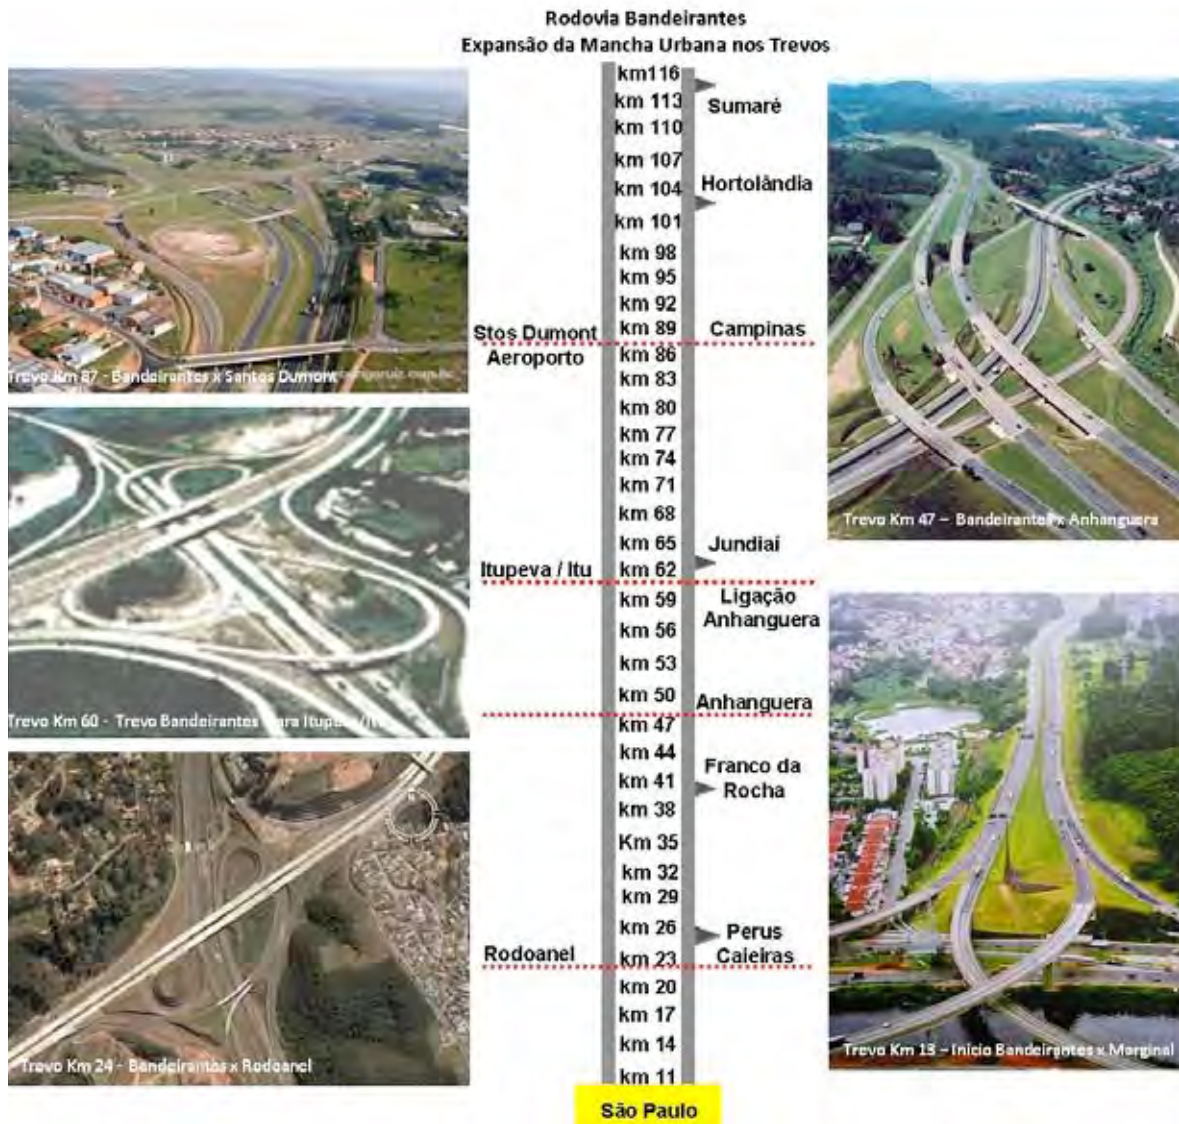 Rodovia Bandeirantes
Expansão da Mancha Urbana nos Trevos
km116
km 113
Sumaré
km 110
km 107
km 104
Hortolàndia
km 101
km 98
km 95
km 92
Stos Dumont
km 89
Campinas
Aeroporto
km 86
km 83
km 80
km 77
km 74
km 71
km 68
km 65
Jundiaí
Itupeva / Itu
km 62
km 59
Ligação
Anhanguera
km 56
km 53
km 50
Anhanguera
km 47
km 44
km 41
Franco da
Rocha
km 38
Km 35
km 32
km 29
km 26
Perus
Caieiras
Rodoanel
km 23
km 20
km 17
km 14
km 11
São Paulo
Trevo Km 87 - Bandeirantes x Santos Dumont
Trevo Km 60 - Trevo Bandeirantes para Itupeva
Trevo Km 24 - Bandeirantes x Rodoanel
Trevo Km 47 – Bandeirantes x Anhanguera
Trevo Km 13 – Inicio Bandeirantes x Marginal